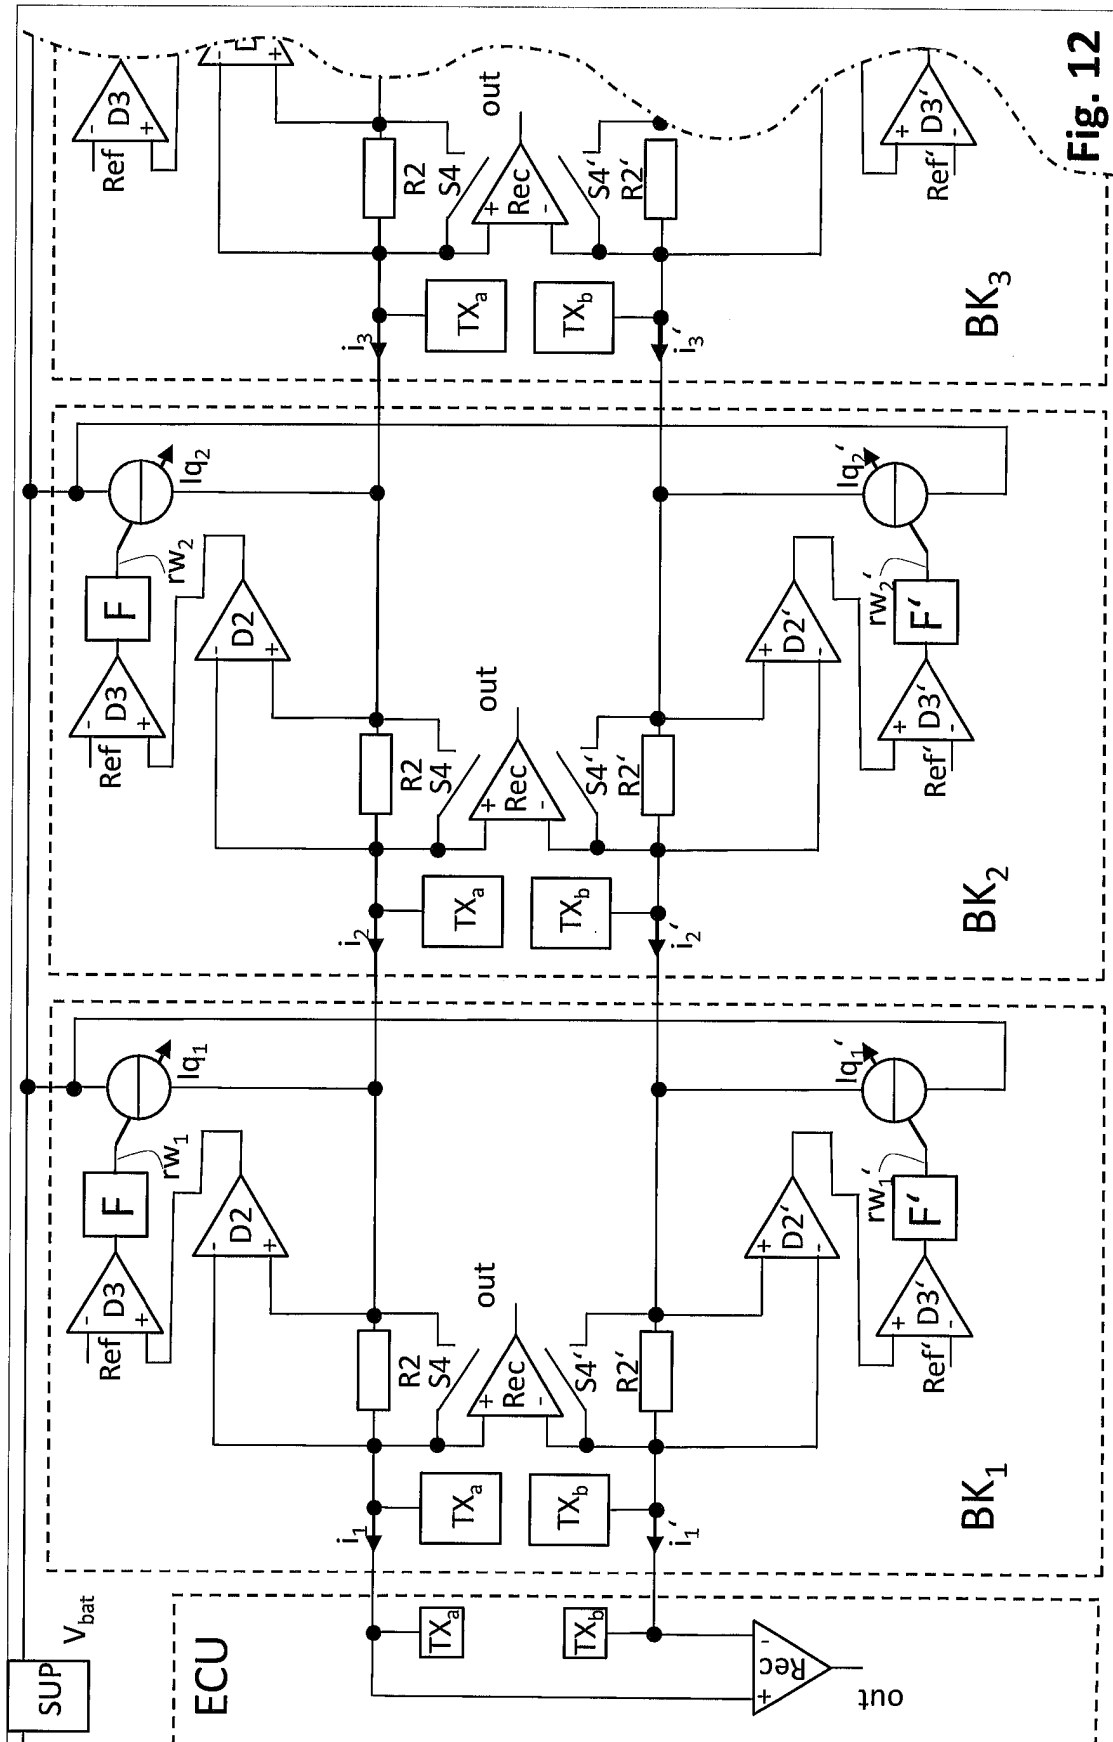 SUP
V_bat
ECU
TX_a
TX_b
Rec
+
-
out
BK_1
i_1
i_1'
TX_a
TX_b
R2
S4
Rec
+
-
out
S4'
R2'
D2
-
+
D3
-
+
Ref
F
rw_1
Iq_1
D2'
+
-
D3'
+
-
Ref'
F'
rw_1'
Iq_1'
BK_2
i_2
i_2'
TX_a
TX_b
R2
S4
Rec
+
-
out
S4'
R2'
D2
-
+
D3
-
+
Ref
F
rw_2
Iq_2
D2'
+
-
D3'
+
-
Ref'
F'
rw_2'
Iq_2'
BK_3
i_3
i_3'
TX_a
TX_b
R2
S4
Rec
+
-
out
S4'
R2'
-
+
D3
-
+
Ref
D3'
+
-
Ref'
Fig. 12